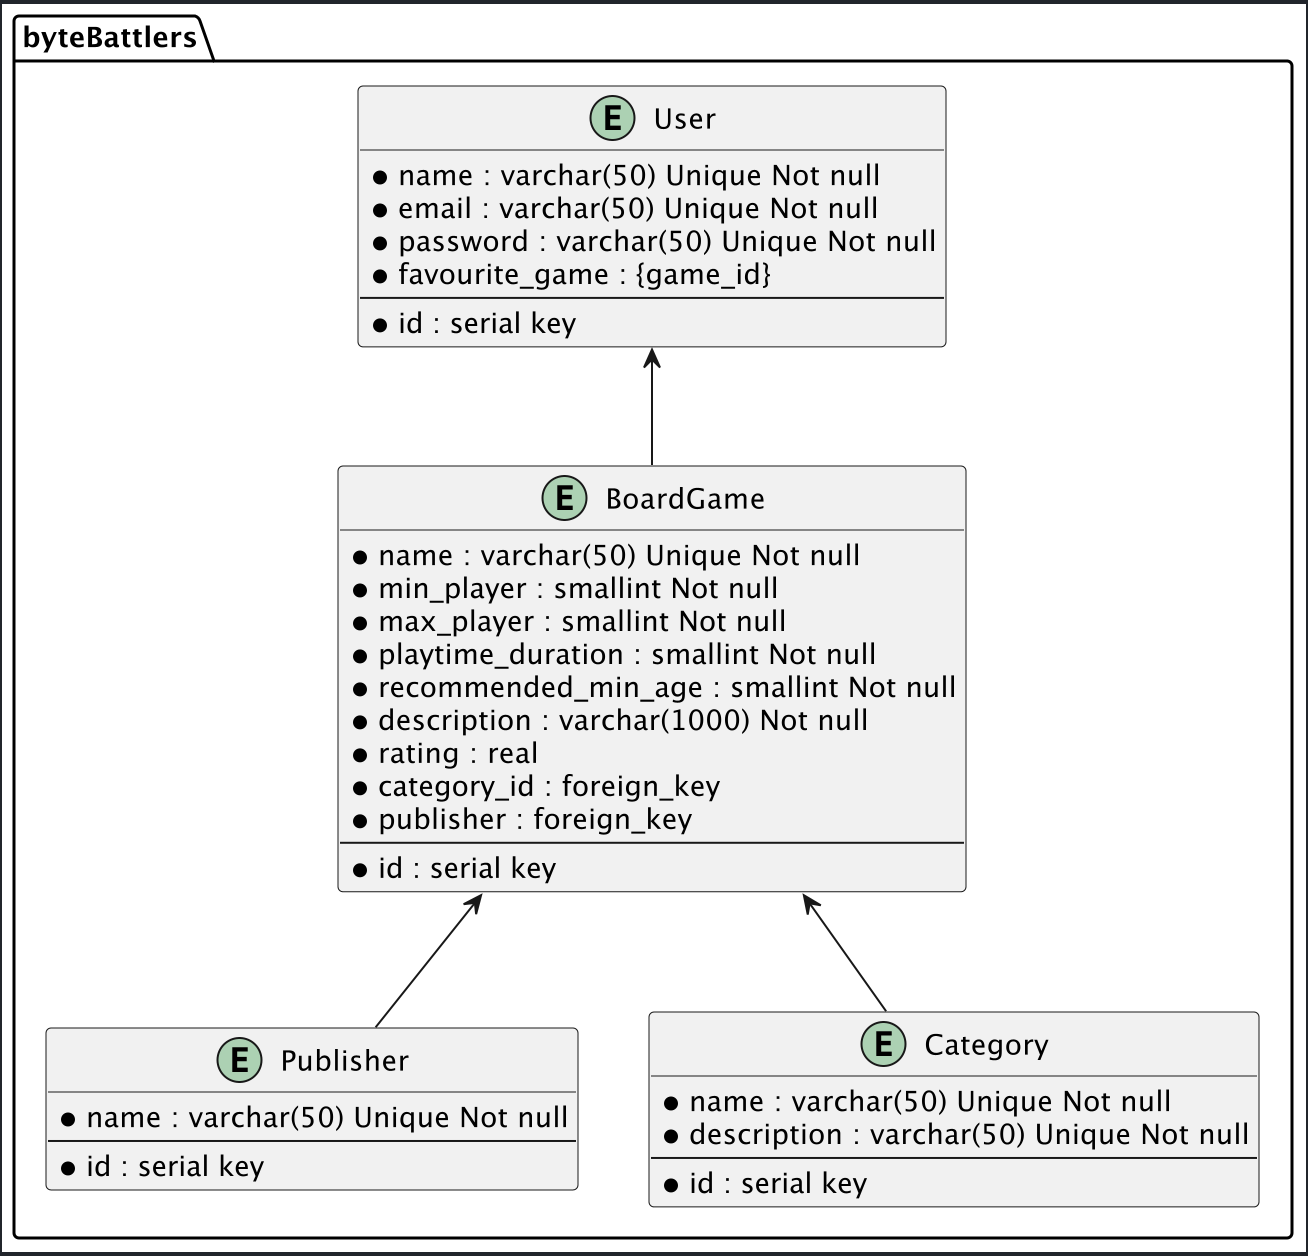 byteBattlers
E User
name : varchar(50) Unique Not null
email : varchar(50) Unique Not null
password : varchar(50) Unique Not null
favourite_game : {game_id}
id : serial key
E BoardGame
name : varchar(50) Unique Not null
min_player : smallint Not null
max_player : smallint Not null
playtime_duration : smallint Not null
recommended_min_age : smallint Not null
description : varchar(1000) Not null
rating : real
category_id : foreign_key
publisher : foreign_key
id : serial key
E Publisher
name : varchar(50) Unique Not null
id : serial key
E Category
name : varchar(50) Unique Not null
description : varchar(50) Unique Not null
id : serial key